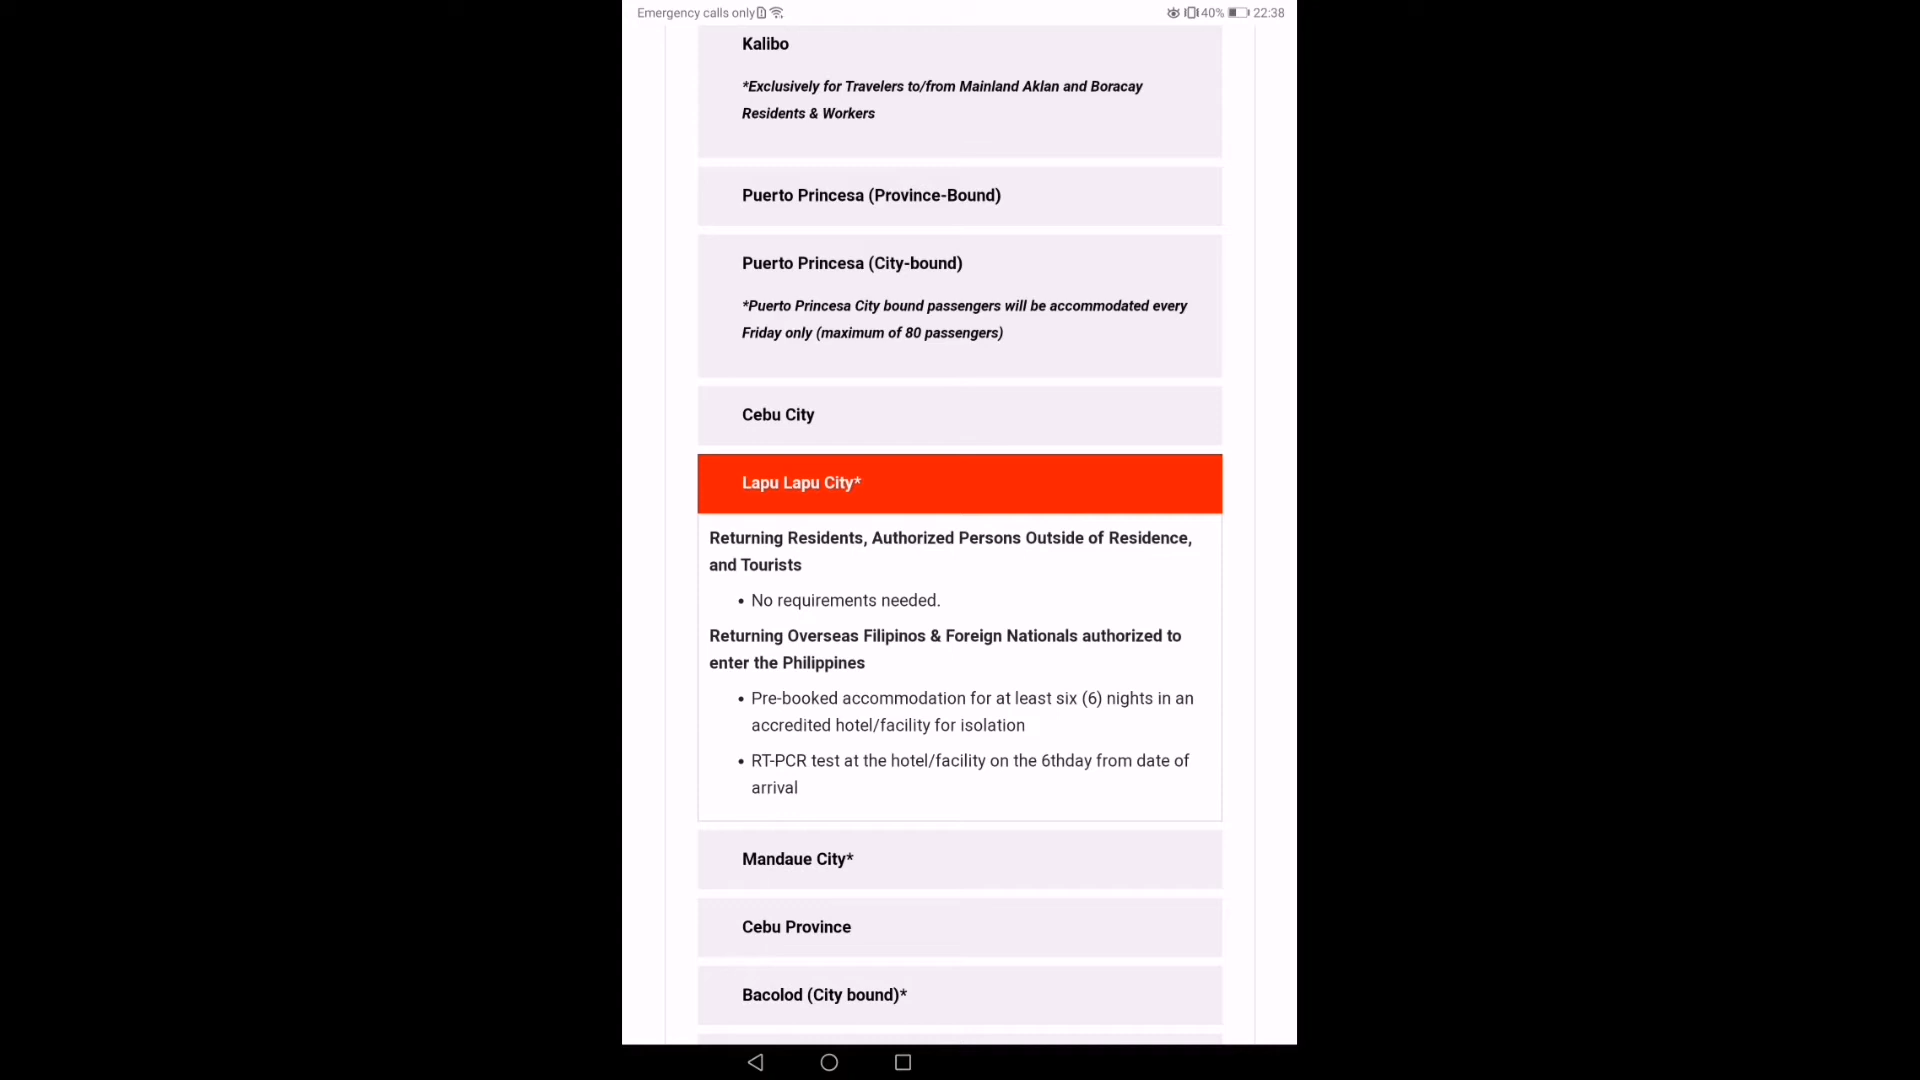 Emergency calls only
40% 22:38
Kalibo
*Exclusively for Travelers to/from Mainland Aklan and Boracay
Residents & Workers
Puerto Princesa (Province-Bound)
Puerto Princesa (City-bound)
*Puerto Princesa City bound passengers will be accommodated every
Friday only (maximum of 80 passengers)
Cebu City
Lapu Lapu City*
Returning Residents, Authorized Persons Outside of Residence,
and Tourists
• No requirements needed.
Returning Overseas Filipinos & Foreign Nationals authorized to
enter the Philippines
• Pre-booked accommodation for at least six (6) nights in an
accredited hotel/facility for isolation
• RT-PCR test at the hotel/facility on the 6thday from date of
arrival
Mandaue City*
Cebu Province
Bacolod (City bound)*